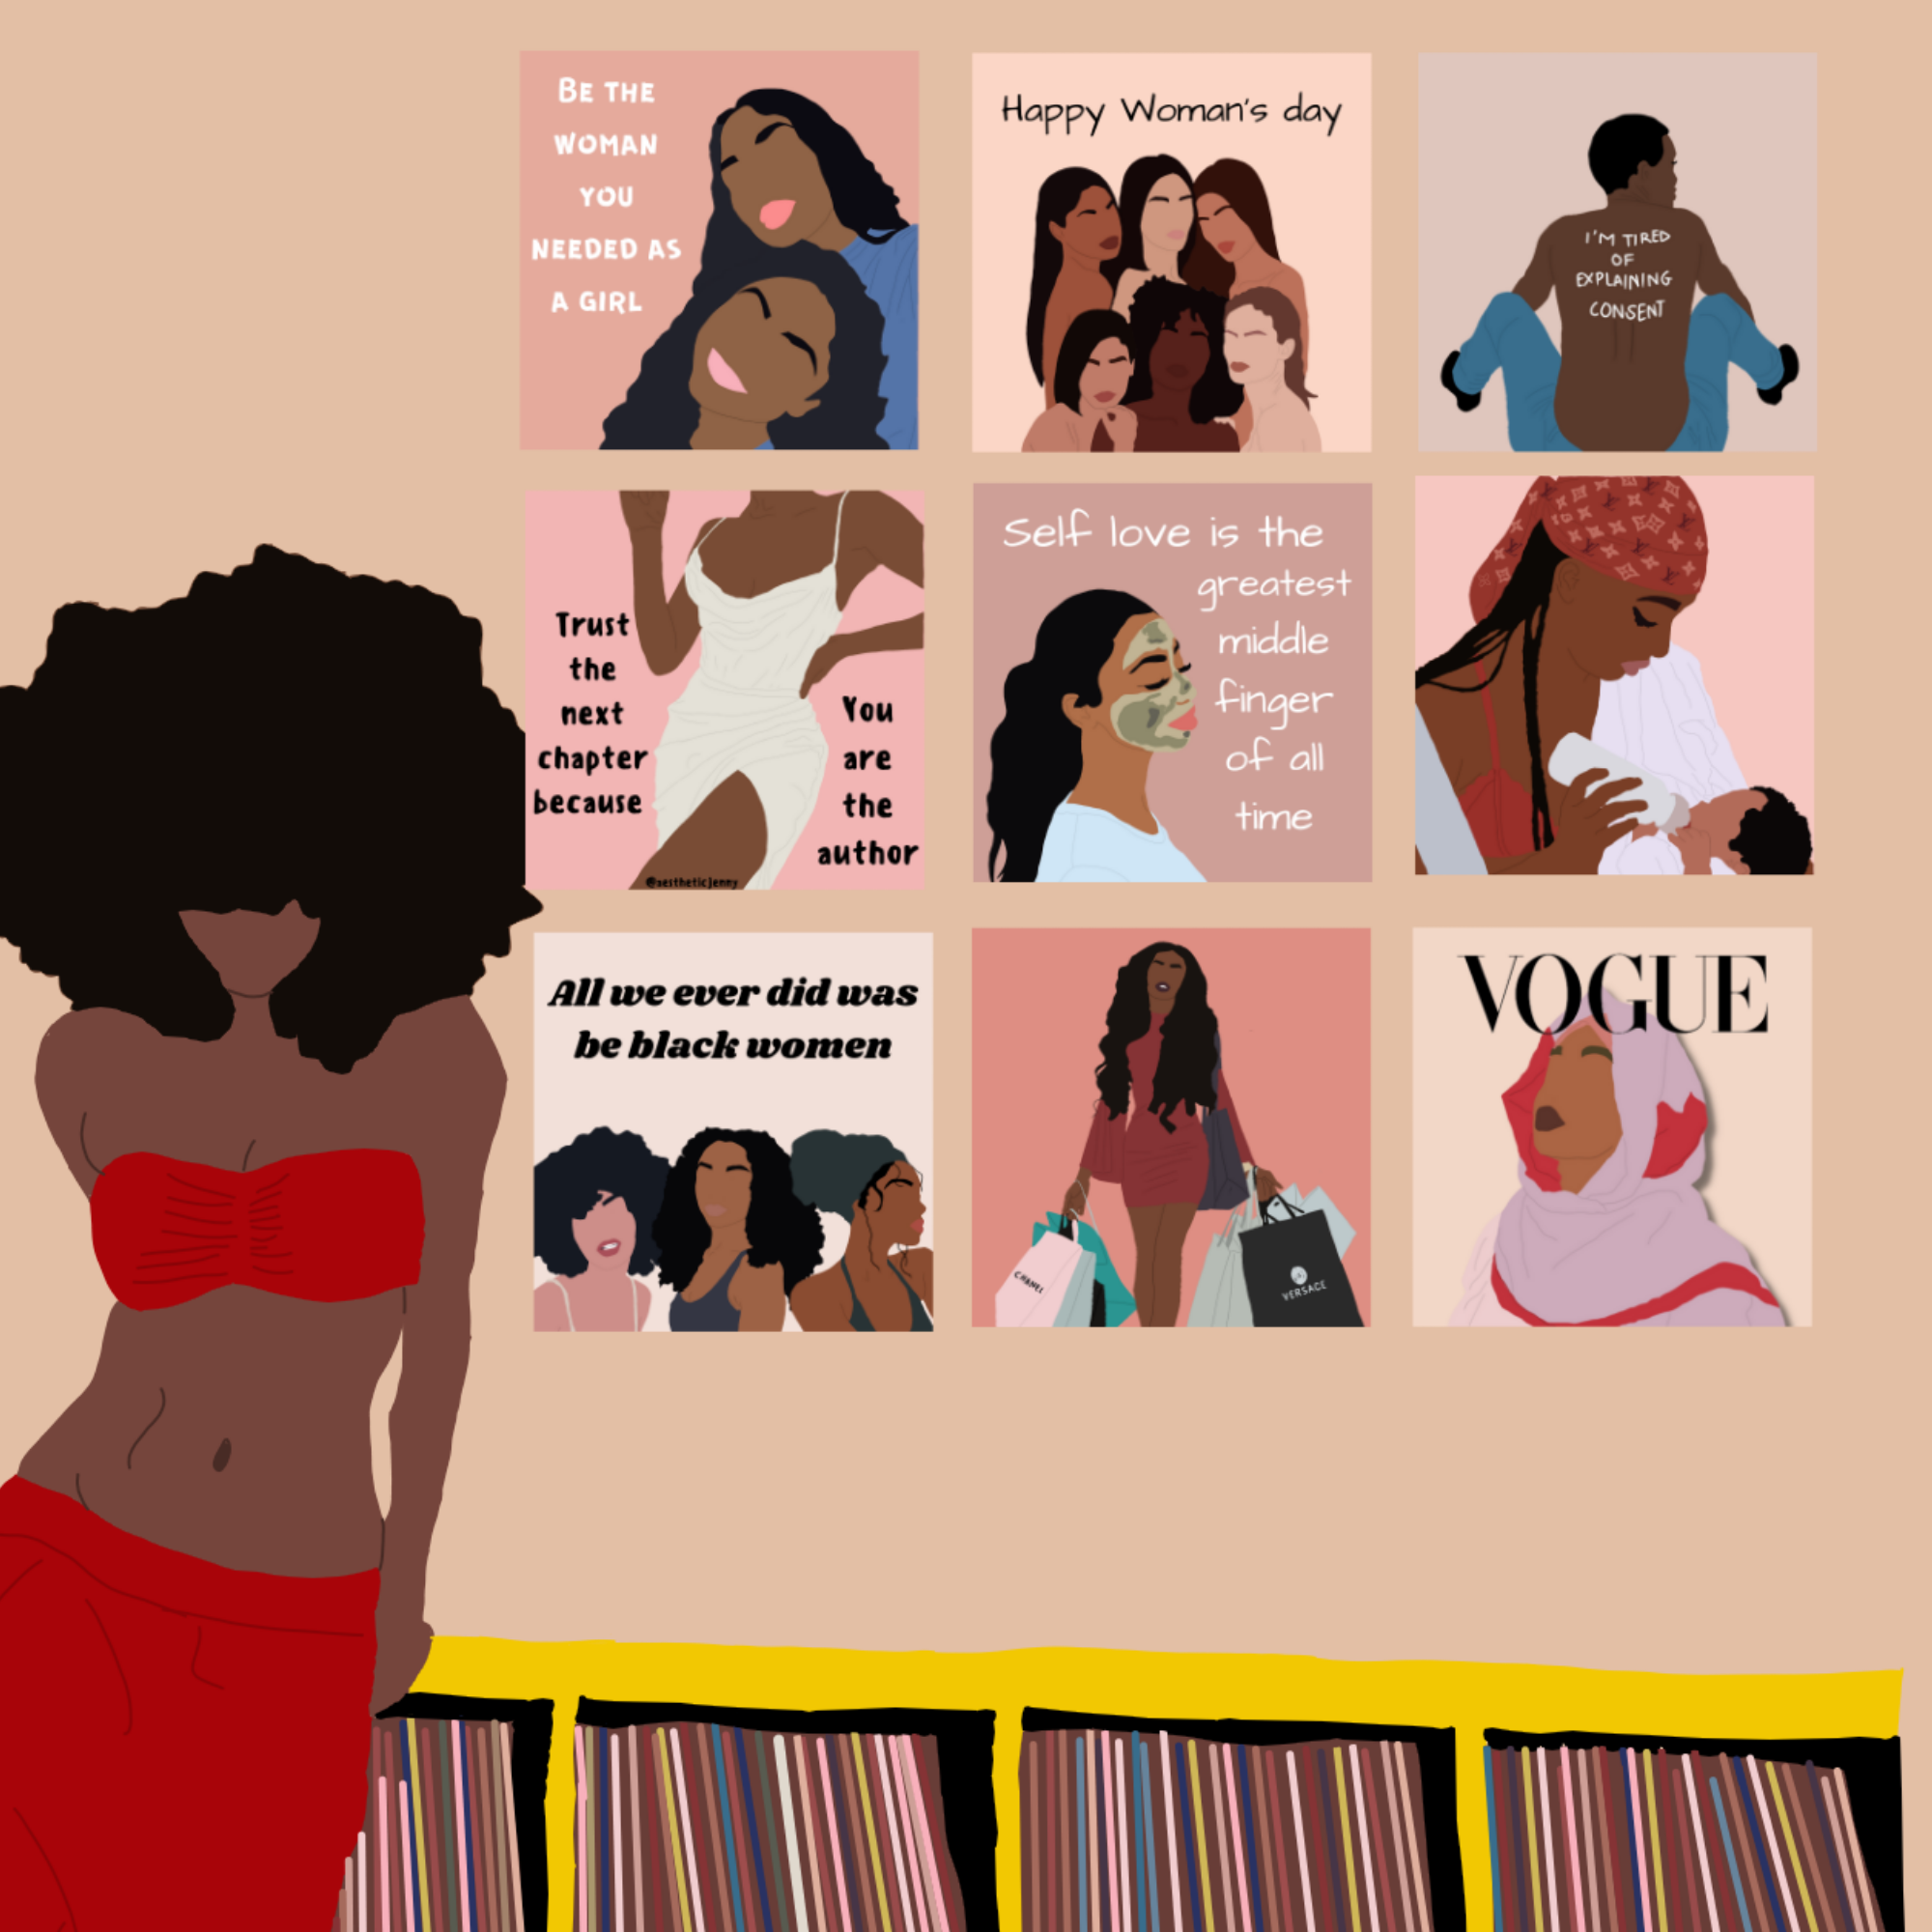 BE THE
WOMAN
YOU
NEEDED AS
A GIRL
Happy Woman's day
I'M TIRED
OF
EXPLAINING
CONSENT
Trust
the
next
chapter
because
You
are
the
author
@aestheticjenny
Self love is the
greatest
middle
finger
of all
time
All we ever did was
be black women
CHANEL
VERSACE
VOGUE